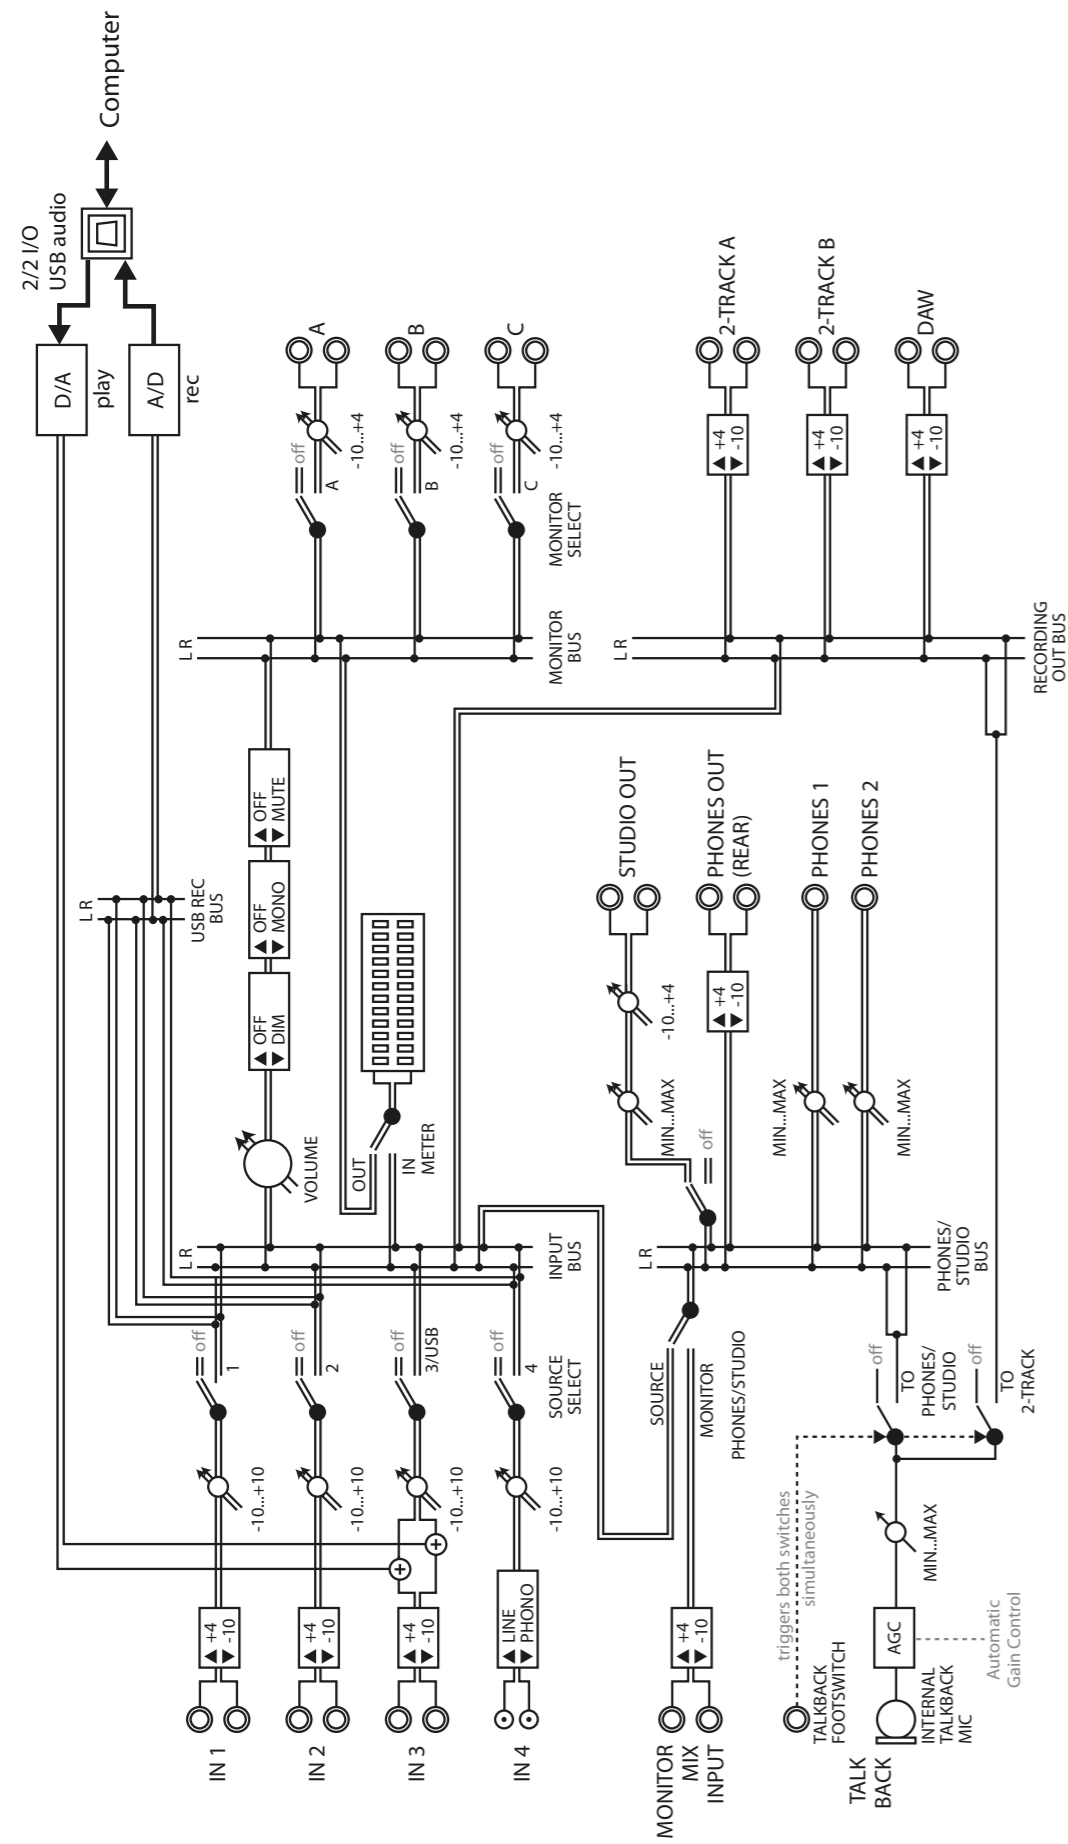 IN 1
IN 2
IN 3
IN 4
MONITOR
MIX
INPUT
TALK
BACK
+4
-10
+4
-10
+4
-10
LINE
PHONO
+4
-10
TALKBACK
FOOTSWITCH
INTERNAL
TALKBACK
MIC
AGC
Automatic
Gain Control
triggers both switches
simultaneously
MIN...MAX
-10...+10
-10...+10
-10...+10
-10...+10
off
1
off
2
off
3/USB
off
4
SOURCE
SELECT
SOURCE
MONITOR
PHONES/STUDIO
off
TO
PHONES/
STUDIO
off
TO
2-TRACK
L R
INPUT
BUS
L R
PHONES/
STUDIO
BUS
VOLUME
OUT
IN
METER
OFF
DIM
OFF
MONO
OFF
MUTE
L R
USB REC
BUS
off
MIN...MAX
-10...+4
STUDIO OUT
+4
-10
PHONES OUT
(REAR)
MIN...MAX
PHONES 1
MIN...MAX
PHONES 2
L R
MONITOR
BUS
L R
RECORDING
OUT BUS
off
A
off
B
off
C
MONITOR
SELECT
-10...+4
-10...+4
-10...+4
A
B
C
+4
-10
2-TRACK A
+4
-10
2-TRACK B
+4
-10
DAW
D/A
play
A/D
rec
2/2 I/O
USB audio
Computer